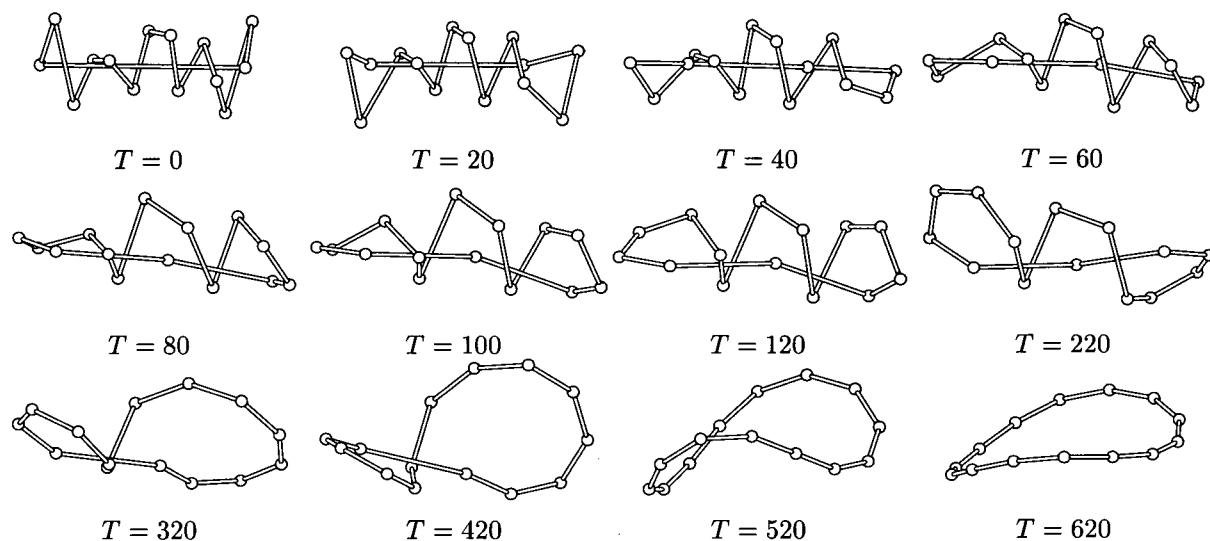 T = 0 T = 20 T = 40 T = 60
T = 80 T = 100 T = 120 T = 220
T = 320 T = 420 T = 520 T = 620